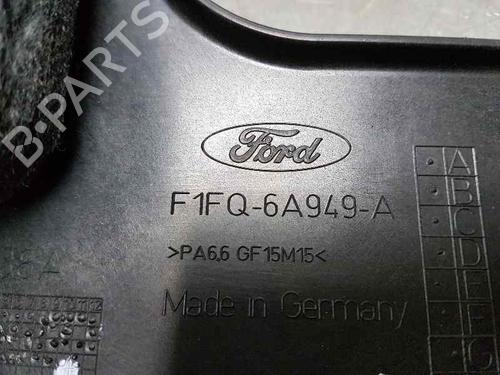 B-PARTS
Ford
F1FQ-6A949-A
>PA6.6 GF15M15<
Made in Germany
A
B
C
D
E
F
G